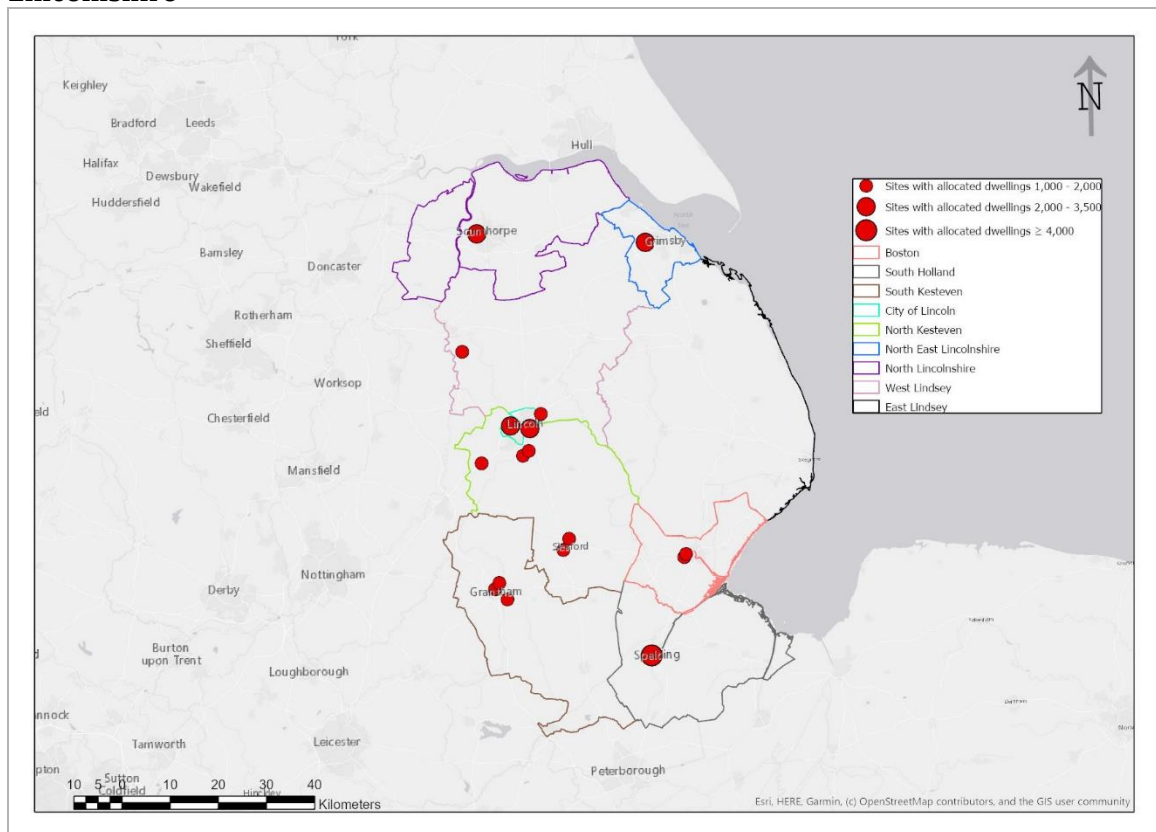 York
Keighley
Bradford
Leeds
Hull
Halifax
Dewsbury
Wakefield
Huddersfield
N
Sites with allocated dwellings 1,000 - 2,000
Sites with allocated dwellings 2,000 - 3,500
Sites with allocated dwellings ≥ 4,000
Boston
South Holland
South Kesteven
City of Lincoln
North Kesteven
North East Lincolnshire
North Lincolnshire
West Lindsey
East Lindsey
Scunthorpe
Grimsby
Barnsley
Doncaster
Rotherham
Sheffield
Worksop
Chesterfield
Lincoln
Mansfield
Sleaford
Nottingham
Derby
Grantham
Burton
upon Trent
Loughborough
Spalding
nnock
Tamworth
Leicester
Peterborough
pton
Sutton
Coldfield
Hinckley
10 5 0 10 20 30 40
Kilometers
Esri, HERE, Garmin, (c) OpenStreetMap contributors, and the GIS user community